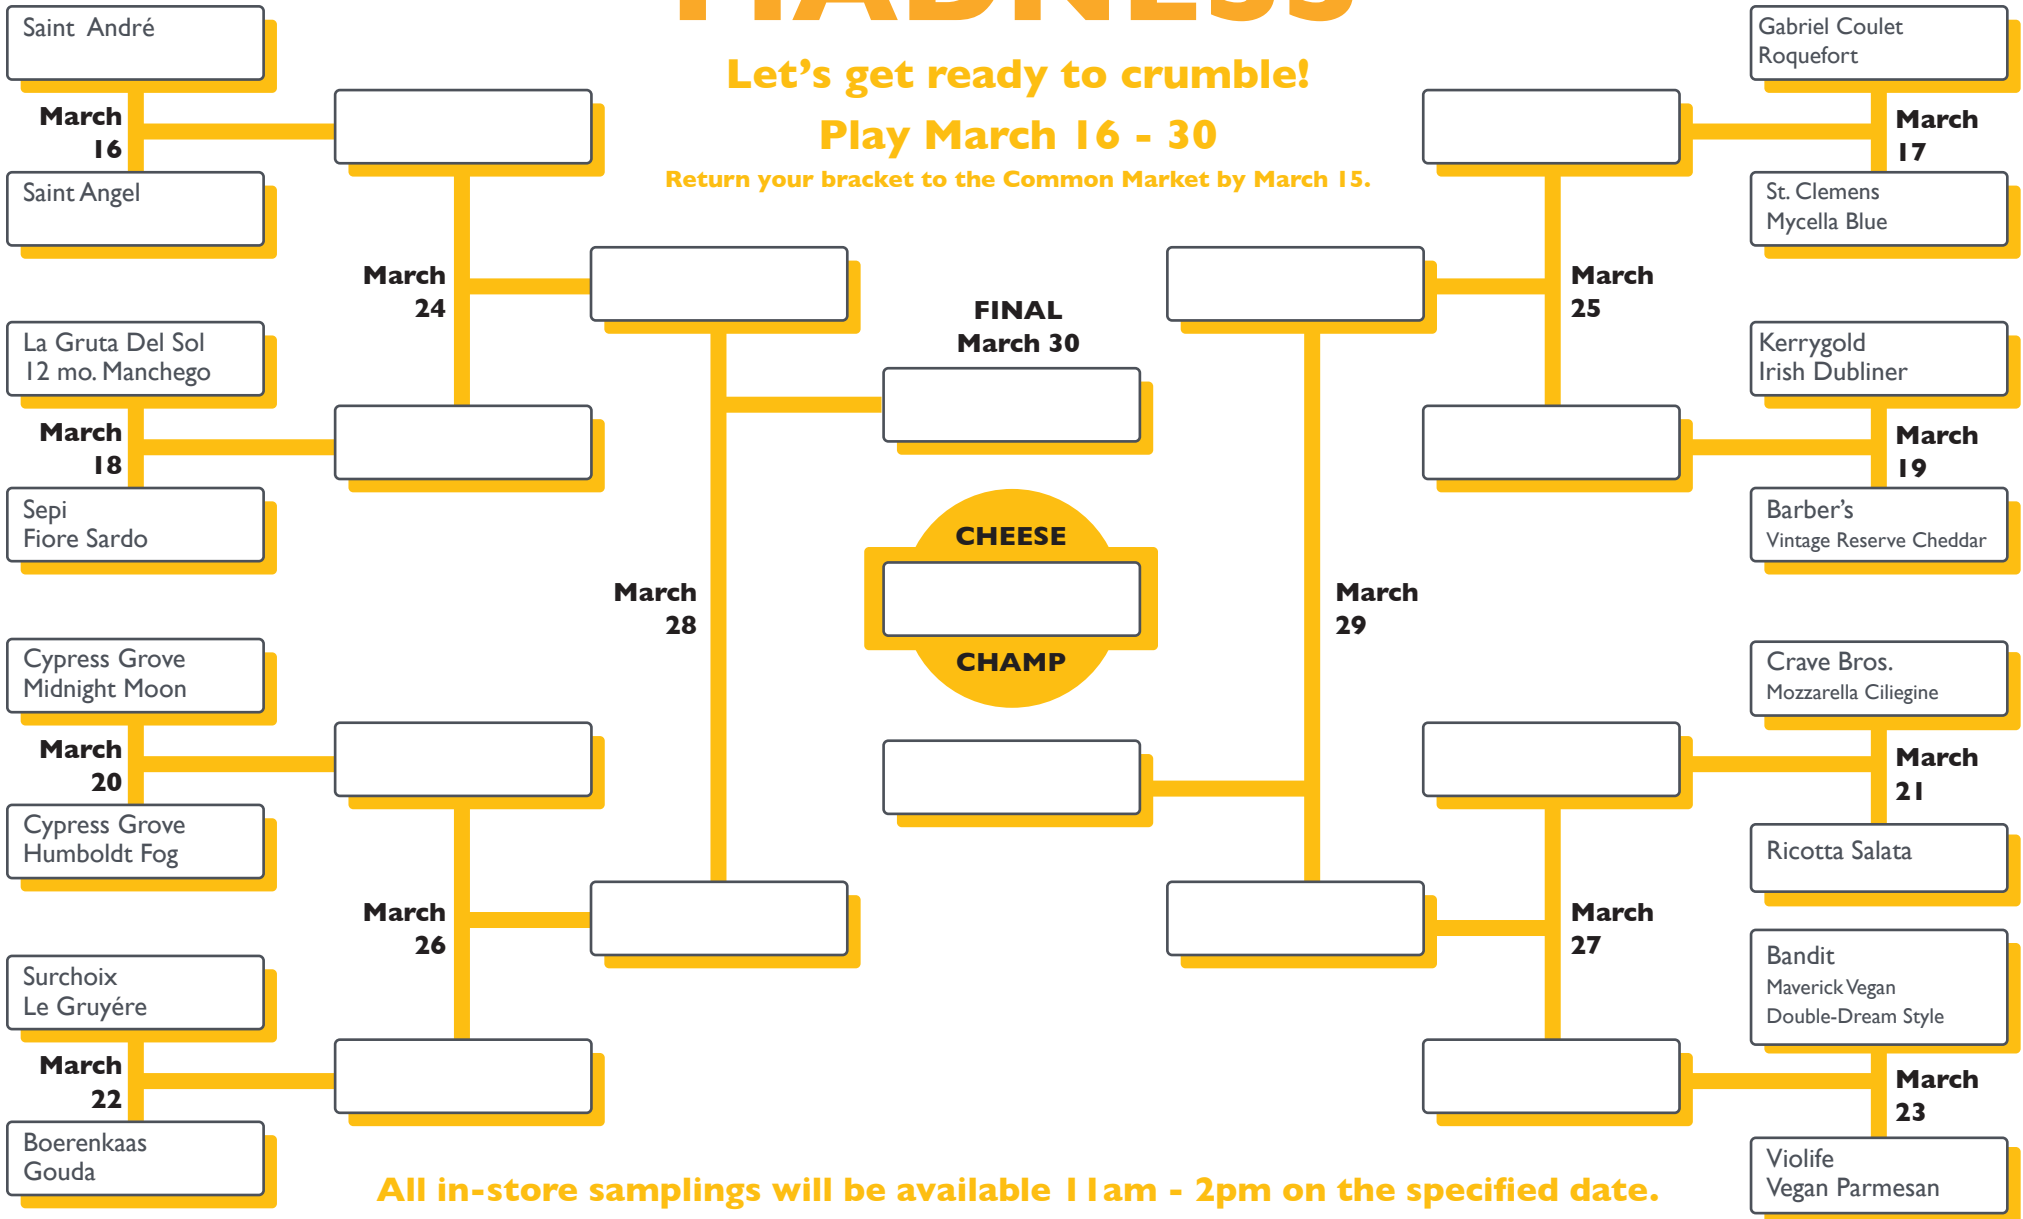 MADNESS
Let's get ready to crumble!
Play March 16 - 30
Return your bracket to the Common Market by March 15.
Saint André
March
16
Saint Angel
La Gruta Del Sol
12 mo. Manchego
March
18
Sepi
Fiore Sardo
Cypress Grove
Midnight Moon
March
20
Cypress Grove
Humboldt Fog
Surchoix
Le Gruyére
March
22
Boerenkaas
Gouda
March
24
March
26
March
28
FINAL
March 30
CHEESE
CHAMP
March
29
March
25
March
27
Gabriel Coulet
Roquefort
March
17
St. Clemens
Mycella Blue
Kerrygold
Irish Dubliner
March
19
Barber's
Vintage Reserve Cheddar
Crave Bros.
Mozzarella Ciliegine
March
21
Ricotta Salata
Bandit
Maverick Vegan
Double-Dream Style
March
23
Violife
Vegan Parmesan
All in-store samplings will be available 11am - 2pm on the specified date.